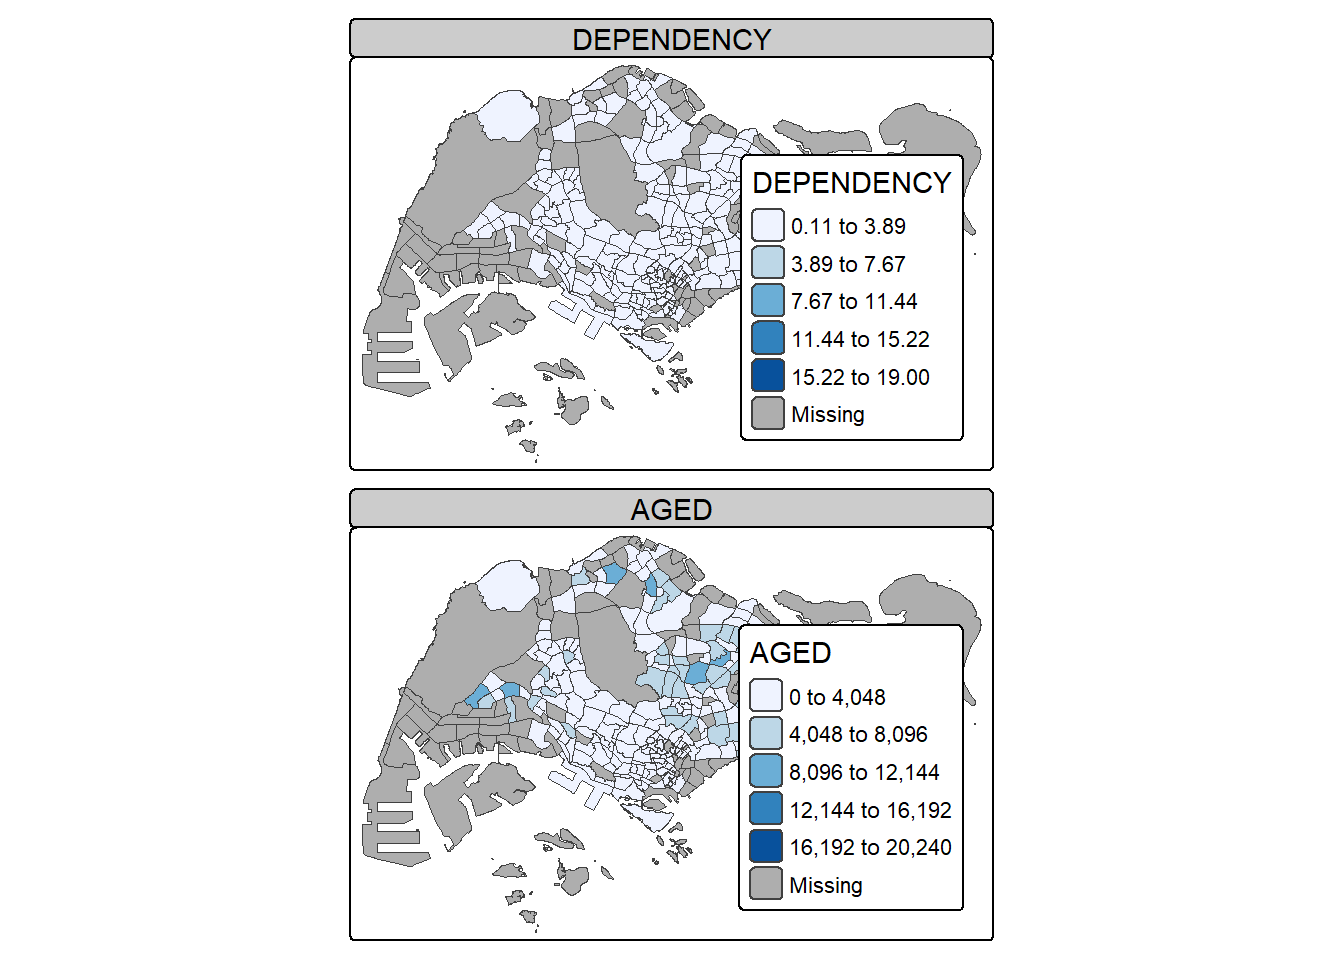 DEPENDENCY
DEPENDENCY
0.11 to 3.89
3.89 to 7.67
7.67 to 11.44
11.44 to 15.22
15.22 to 19.00
Missing
AGED
AGED
0 to 4,048
4,048 to 8,096
8,096 to 12,144
12,144 to 16,192
16,192 to 20,240
Missing